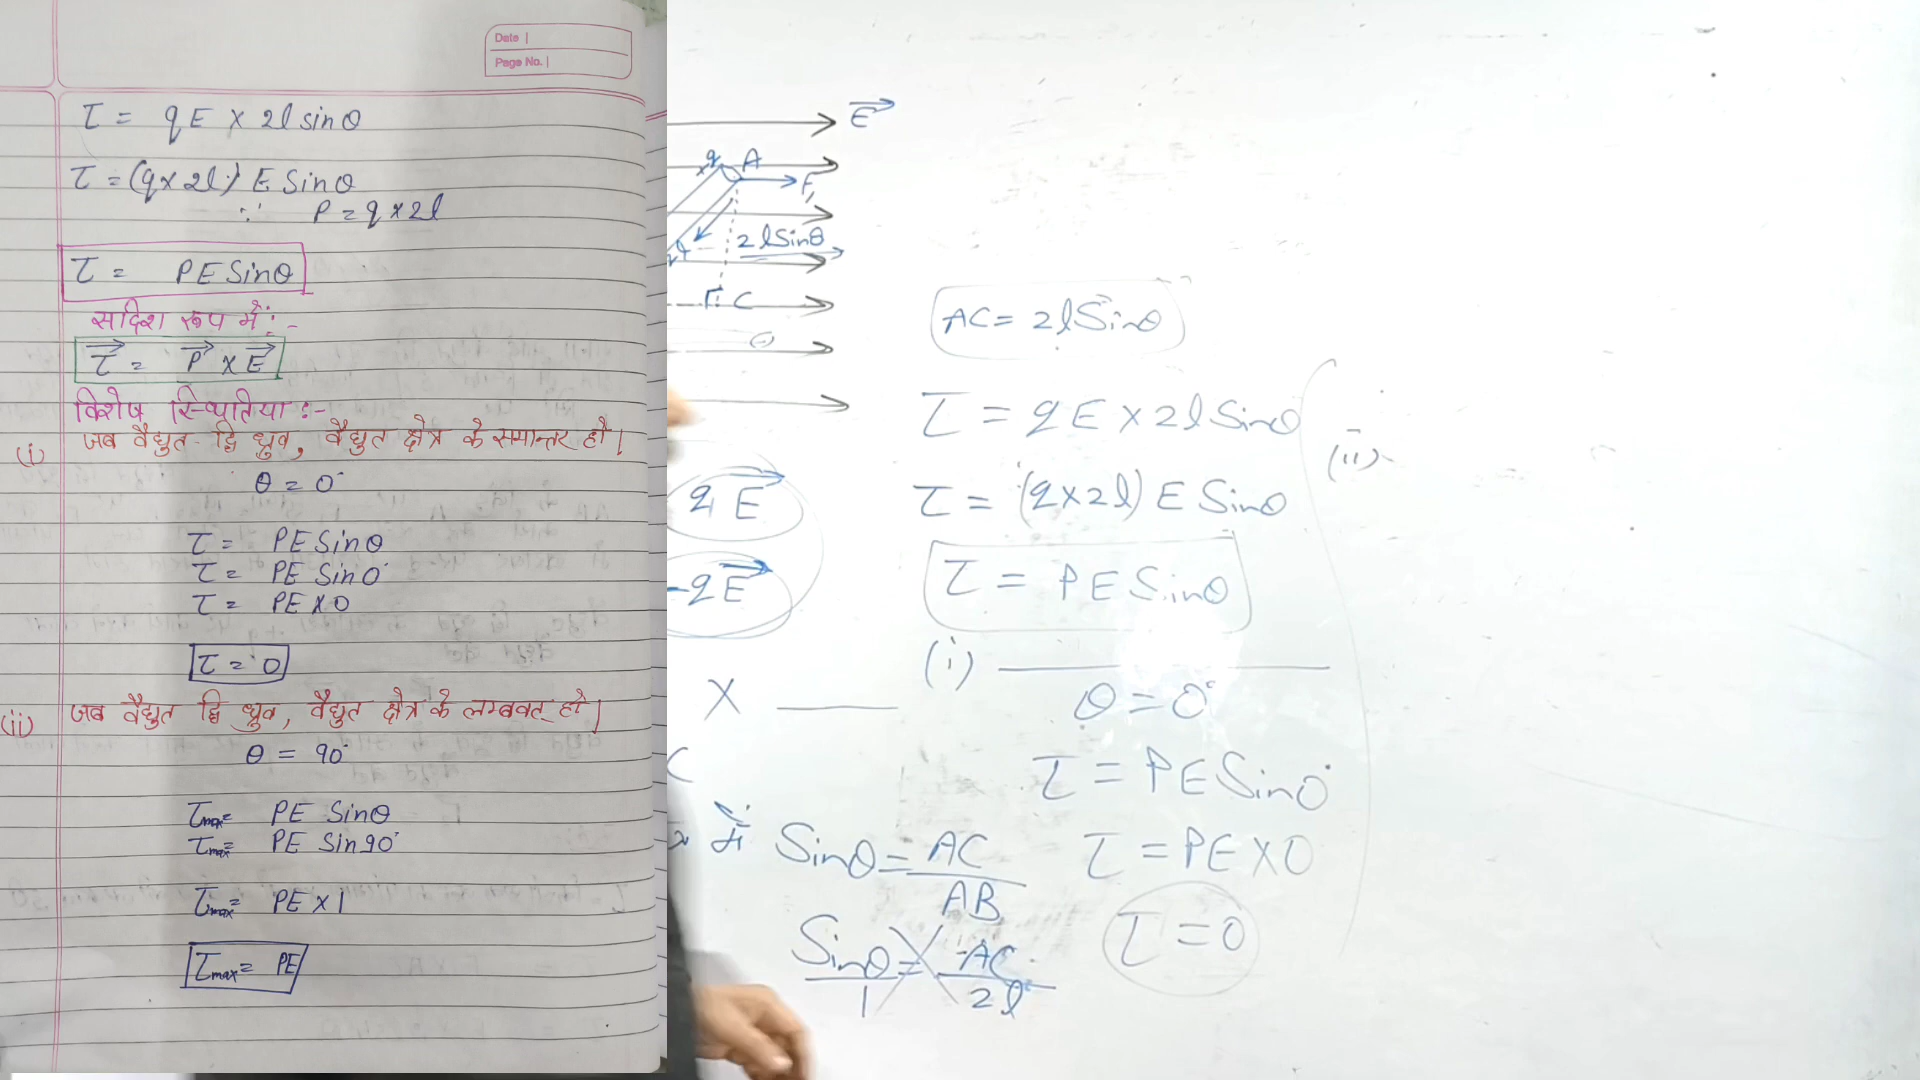 Date |
Page No. |
τ = qE × 2l sinθ
τ = (q×2l) E Sinθ
∵ P = q×2l
τ = PE Sinθ
सदिश रूप में :-
τ⃗ = P⃗ × E⃗
विशेष स्थितिया :-
(i) जब वैद्युत द्वि ध्रुव, वैद्युत क्षेत्र के समान्तर हो।
θ = 0°
τ = PE Sinθ
τ = PE Sin0°
τ = PE×0
τ = 0
(ii) जब वैद्युत द्वि ध्रुव, वैद्युत क्षेत्र के लम्बवत् हो।
θ = 90°
τmax = PE Sinθ
τmax = PE Sin90°
τmax = PE×1
τmax = PE
E⃗
A
2lSinθ
C
AC = 2lSinθ
τ = qE×2lSinθ
τ = (q×2l) E Sinθ
τ = PE Sinθ
qE⃗
-qE⃗
×
(i)
θ = 0°
τ = PE Sin0°
τ = PE×0
τ = 0
में Sinθ = AC/AB
Sinθ/1 = AC/2l
(ii)